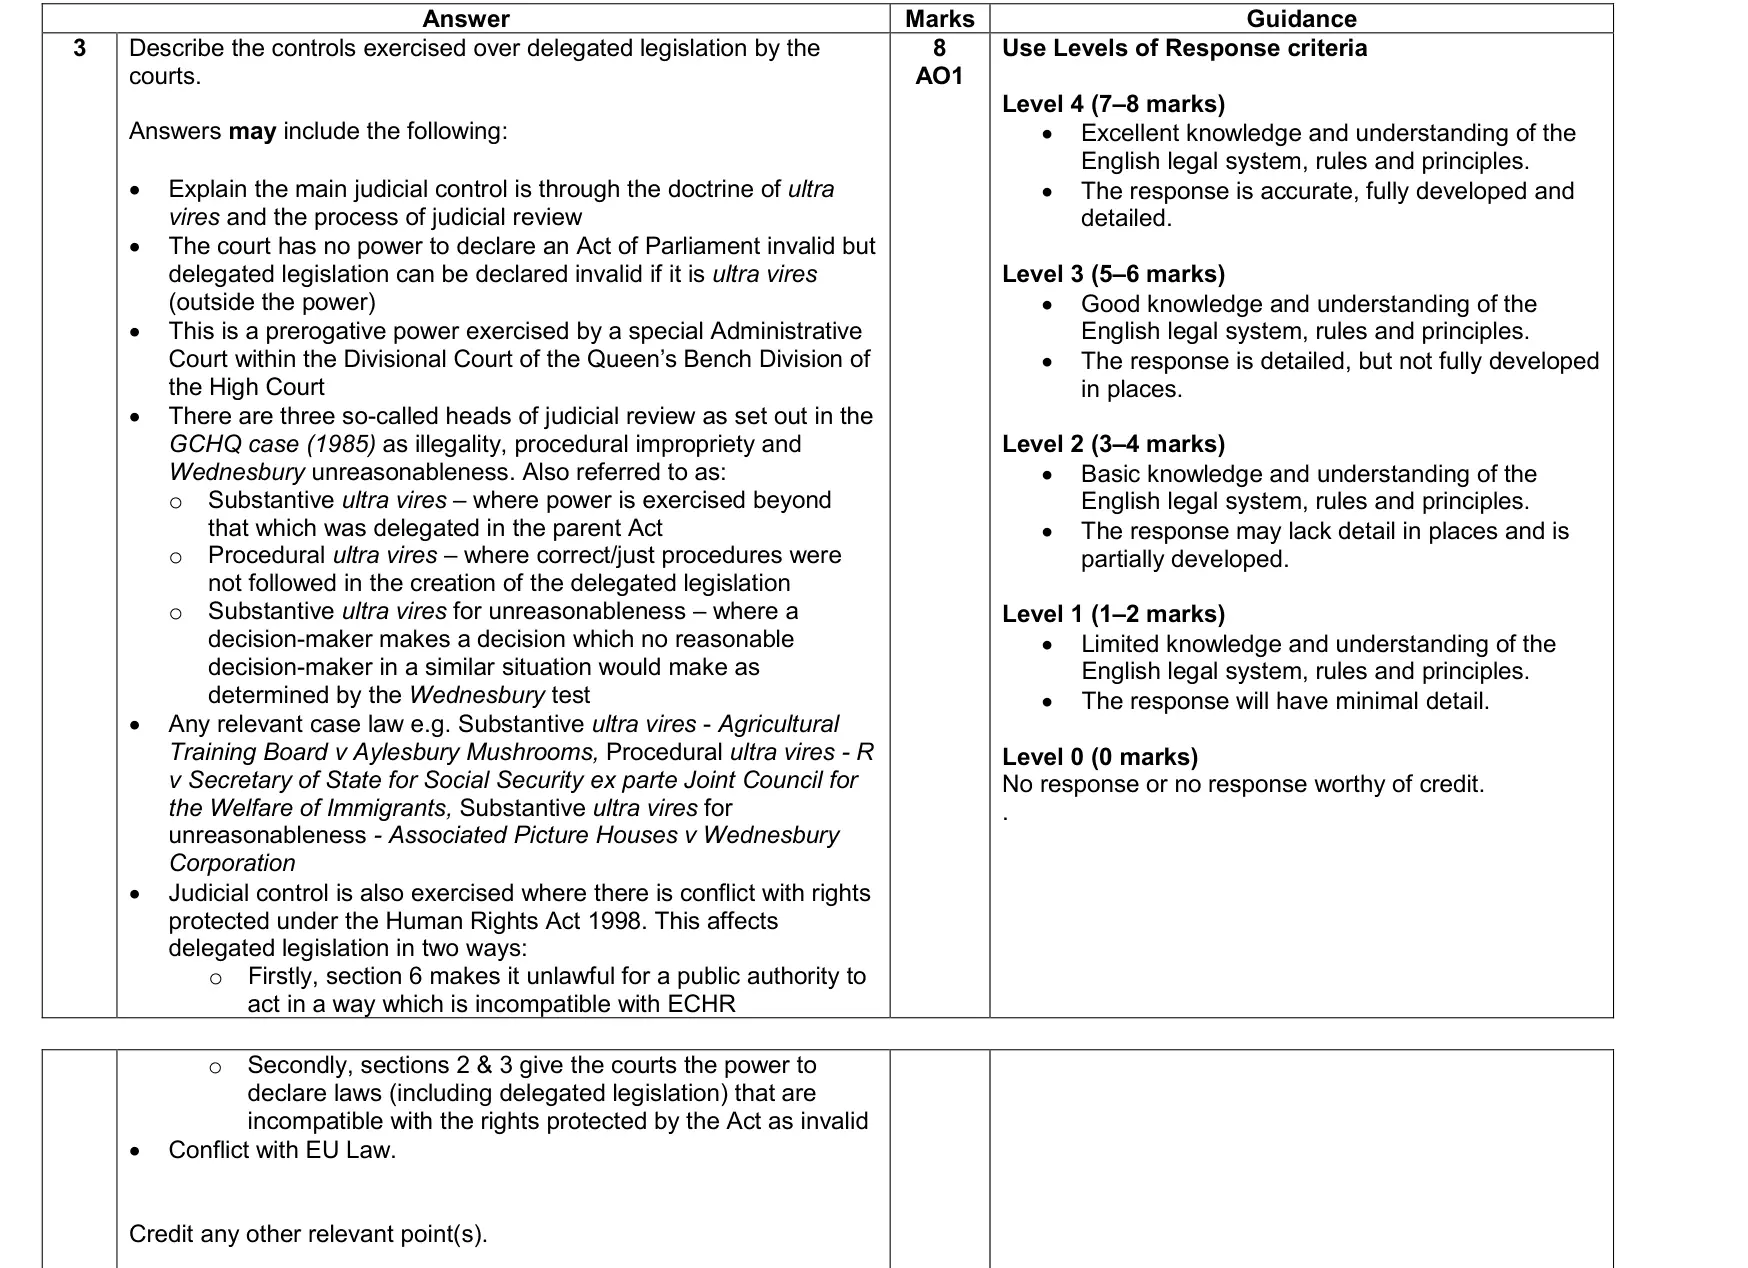 Answer Marks Guidance
3 Describe the controls exercised over delegated legislation by the
courts.
Answers may include the following:
• Explain the main judicial control is through the doctrine of ultra
vires and the process of judicial review
• The court has no power to declare an Act of Parliament invalid but
delegated legislation can be declared invalid if it is ultra vires
(outside the power)
• This is a prerogative power exercised by a special Administrative
Court within the Divisional Court of the Queen's Bench Division of
the High Court
• There are three so-called heads of judicial review as set out in the
GCHQ case (1985) as illegality, procedural impropriety and
Wednesbury unreasonableness. Also referred to as:
o Substantive ultra vires – where power is exercised beyond
that which was delegated in the parent Act
o Procedural ultra vires – where correct/just procedures were
not followed in the creation of the delegated legislation
o Substantive ultra vires for unreasonableness – where a
decision-maker makes a decision which no reasonable
decision-maker in a similar situation would make as
determined by the Wednesbury test
• Any relevant case law e.g. Substantive ultra vires - Agricultural
Training Board v Aylesbury Mushrooms, Procedural ultra vires - R
v Secretary of State for Social Security ex parte Joint Council for
the Welfare of Immigrants, Substantive ultra vires for
unreasonableness - Associated Picture Houses v Wednesbury
Corporation
• Judicial control is also exercised where there is conflict with rights
protected under the Human Rights Act 1998. This affects
delegated legislation in two ways:
o Firstly, section 6 makes it unlawful for a public authority to
act in a way which is incompatible with ECHR
8
AO1
Use Levels of Response criteria
Level 4 (7–8 marks)
• Excellent knowledge and understanding of the
English legal system, rules and principles.
• The response is accurate, fully developed and
detailed.
Level 3 (5–6 marks)
• Good knowledge and understanding of the
English legal system, rules and principles.
• The response is detailed, but not fully developed
in places.
Level 2 (3–4 marks)
• Basic knowledge and understanding of the
English legal system, rules and principles.
• The response may lack detail in places and is
partially developed.
Level 1 (1–2 marks)
• Limited knowledge and understanding of the
English legal system, rules and principles.
• The response will have minimal detail.
Level 0 (0 marks)
No response or no response worthy of credit.
.
o Secondly, sections 2 & 3 give the courts the power to
declare laws (including delegated legislation) that are
incompatible with the rights protected by the Act as invalid
• Conflict with EU Law.
Credit any other relevant point(s).